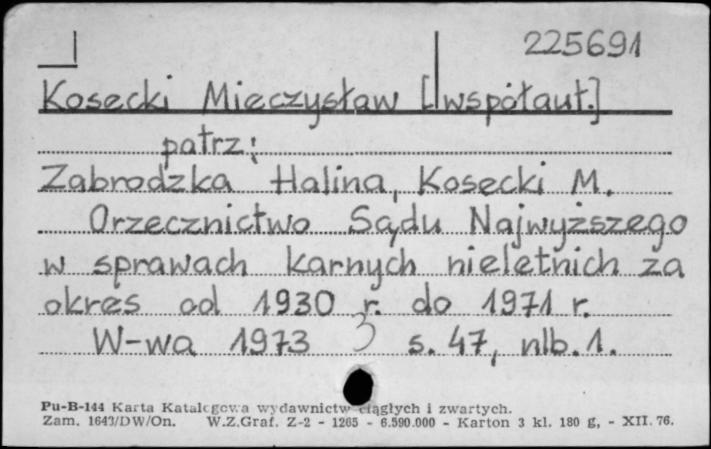 225691
Kosecki Mieczysław [współaut.]
patrz:
Zabrodzka Halina, Kosecki M.
Orzecznictwo Sądu Najwyższego
w sprawach karnych nieletnich za
okres od 1930 r. do 1971 r.
W-wa 1973 3 s. 47, nlb. 1.
Pu-B-144 Karta Katalogowa wydawnictw ciągłych i zwartych.
Zam. 1643/DW/On. W.Z.Graf. Z-2 - 1265 - 6.590.000 - Karton 3 kl. 180 g, - XII. 76.